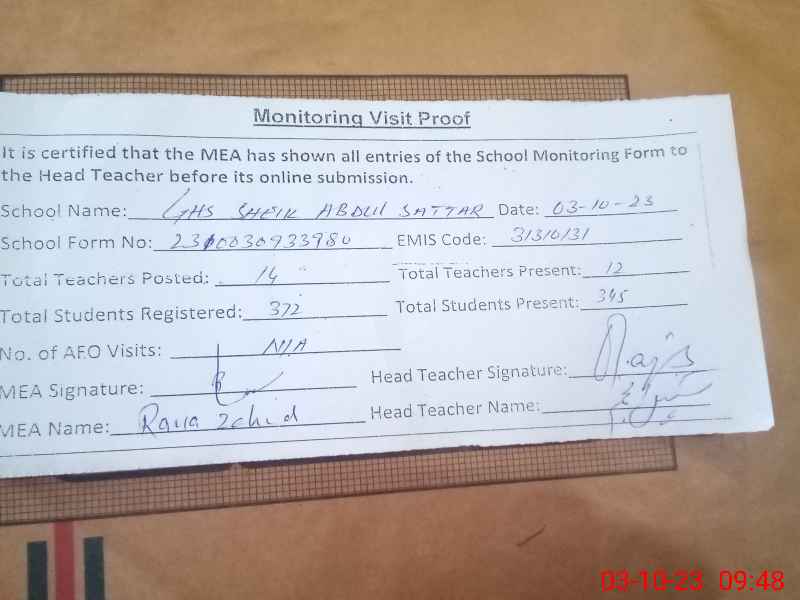 Monitoring Visit Proof
It is certified that the MEA has shown all entries of the School Monitoring Form to
the Head Teacher before its online submission.
School Name: GHS SHEIK ABDUL SATTAR Date: 03-10-23
School Form No: 2310030933980 EMIS Code: 31310131
Total Teachers Posted: 14 Total Teachers Present: 12
Total Students Registered: 372 Total Students Present: 345
No. of AEO Visits: N/A
MEA Signature: Head Teacher Signature:
MEA Name: Rana Head Teacher Name:
03-10-23 09:48